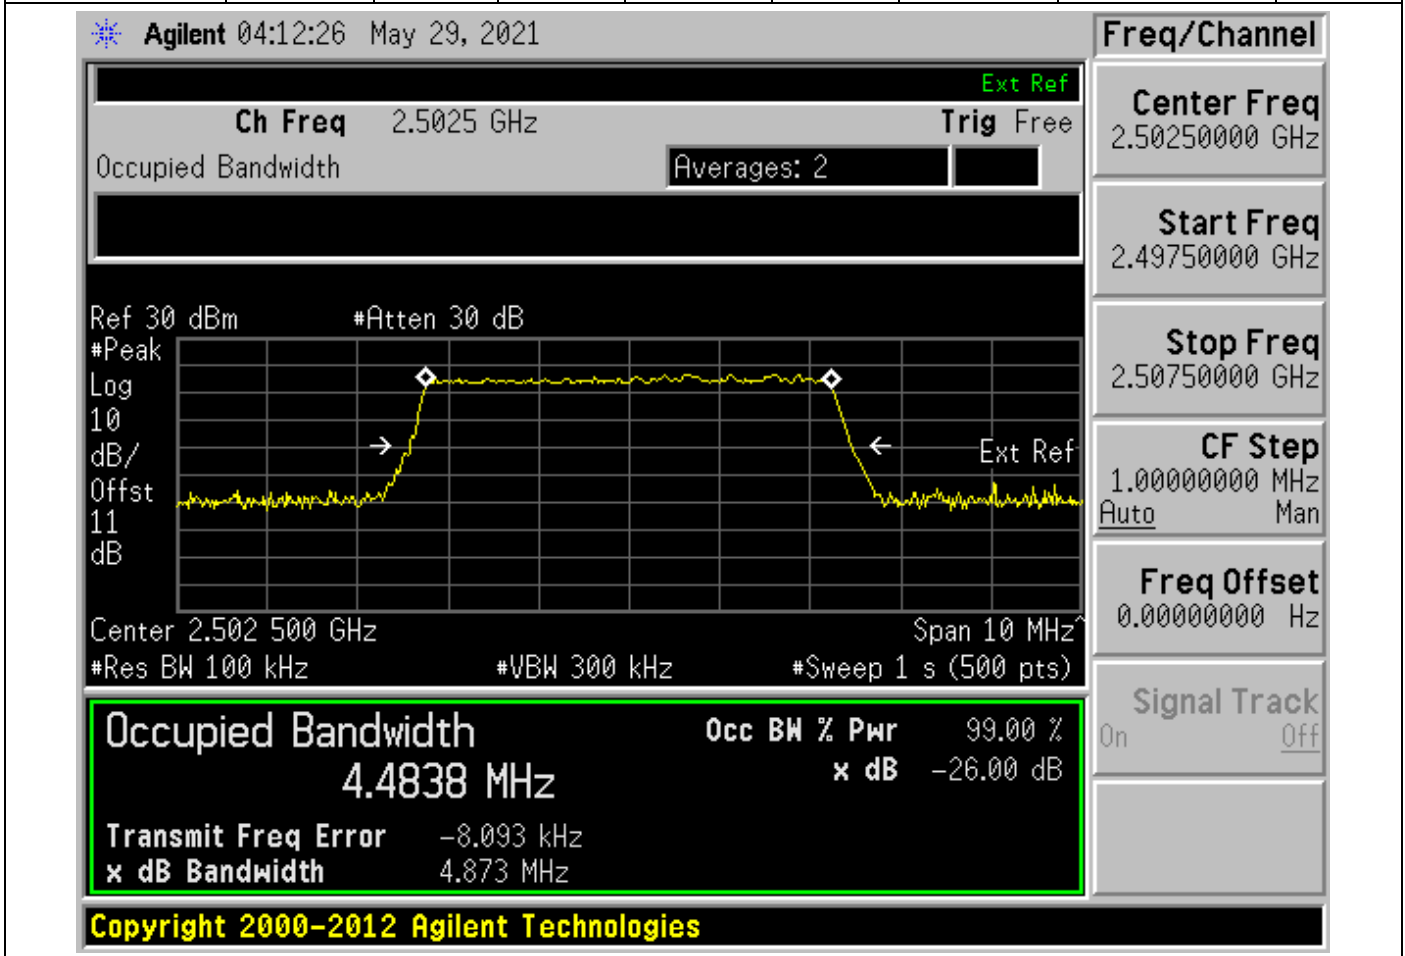 Agilent 04:12:26 May 29, 2021
Freq/Channel
Ext Ref
Ch Freq 2.5025 GHz Trig Free
Occupied Bandwidth Averages: 2
Center Freq
2.50250000 GHz
Start Freq
2.49750000 GHz
Stop Freq
2.50750000 GHz
CF Step
1.00000000 MHz
Auto Man
Freq Offset
0.00000000 Hz
Signal Track
On Off
Ref 30 dBm #Atten 30 dB
#Peak
Log
10
dB/
Offst
11
dB
Ext Ref
Center 2.502 500 GHz Span 10 MHz^
#Res BW 100 kHz #VBW 300 kHz #Sweep 1 s (500 pts)
Occupied Bandwidth
4.4838 MHz
Occ BW % Pwr 99.00 %
x dB -26.00 dB
Transmit Freq Error -8.093 kHz
x dB Bandwidth 4.873 MHz
Copyright 2000-2012 Agilent Technologies